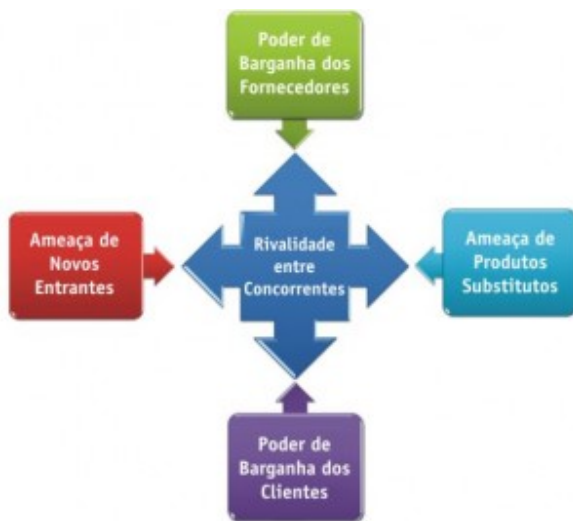 Poder de
Barganha dos
Fornecedores
Ameaça de
Novos
Entrantes
Rivalidade
entre
Concorrentes
Ameaça de
Produtos
Substitutos
Poder de
Barganha dos
Clientes